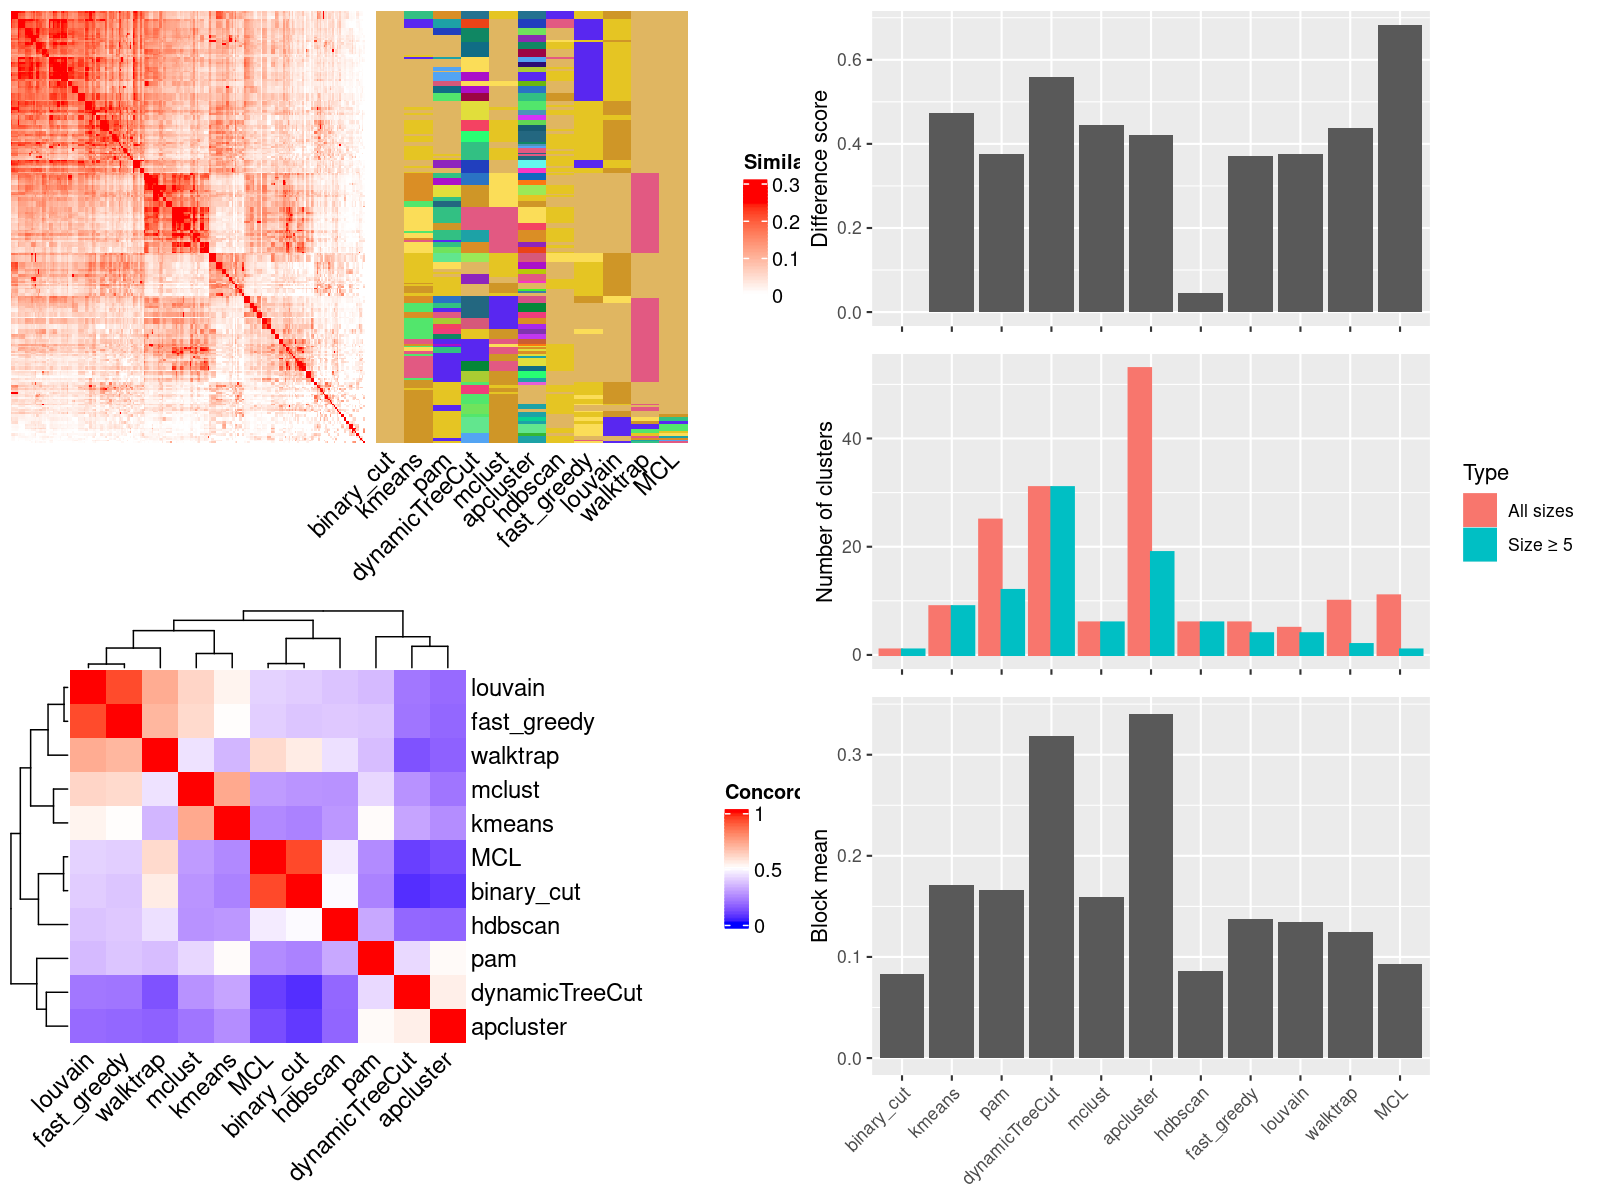 Simila
0.3
0.2
0.1
0
binary_cut
kmeans
pam
dynamicTreeCut
mclust
apcluster
hdbscan
fast_greedy
louvain
walktrap
MCL
louvain
fast_greedy
walktrap
mclust
kmeans
MCL
binary_cut
hdbscan
pam
dynamicTreeCut
apcluster
louvain
fast_greedy
walktrap
mclust
kmeans
MCL
binary_cut
hdbscan
pam
dynamicTreeCut
apcluster
Concord
1
0.5
0
Difference score
0.6
0.4
0.2
0.0
Number of clusters
40
20
0
Type
All sizes
Size ≥ 5
Block mean
0.3
0.2
0.1
0.0
binary_cut
kmeans
pam
dynamicTreeCut
mclust
apcluster
hdbscan
fast_greedy
louvain
walktrap
MCL